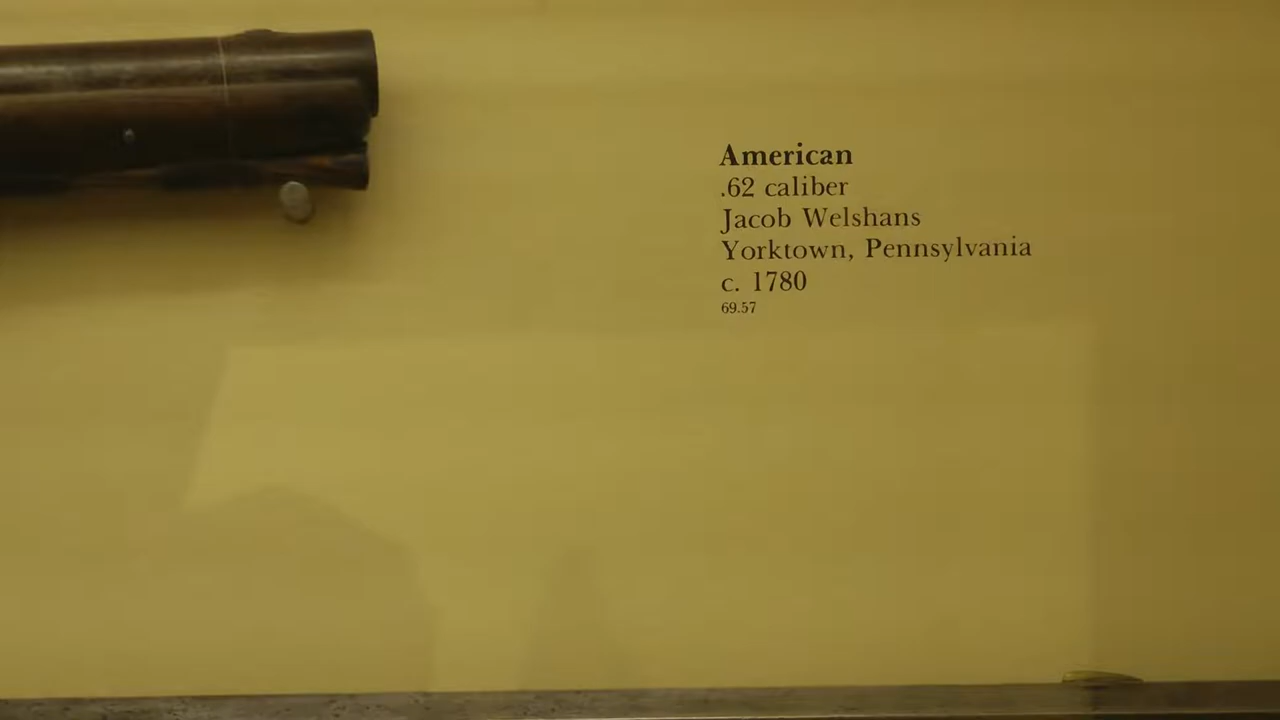 American
.62 caliber
Jacob Welshans
Yorktown, Pennsylvania
c. 1780
69.57